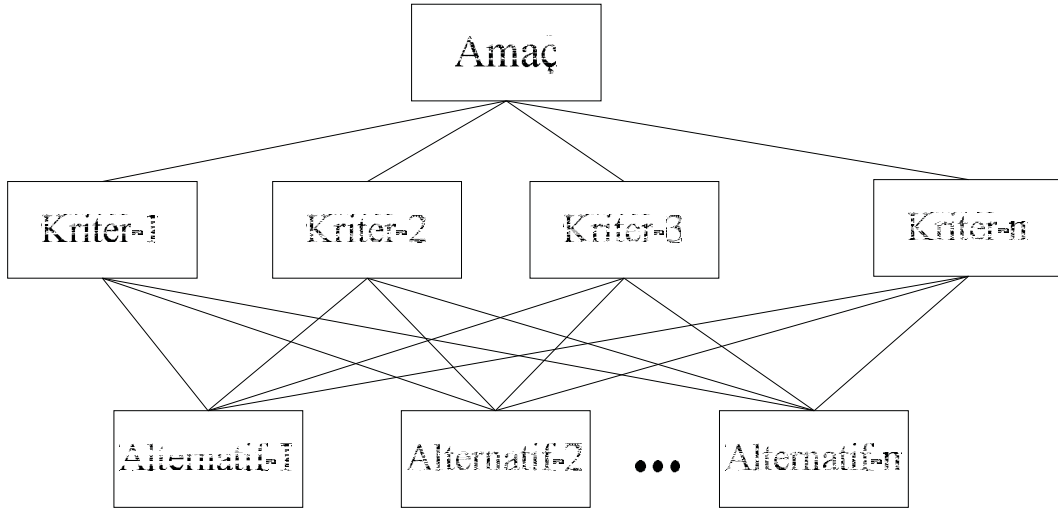 Amaç
Kriter-1
Kriter-2
Kriter-3
Kriter-n
Alternatif-1
Alternatif-2
Alternatif-n